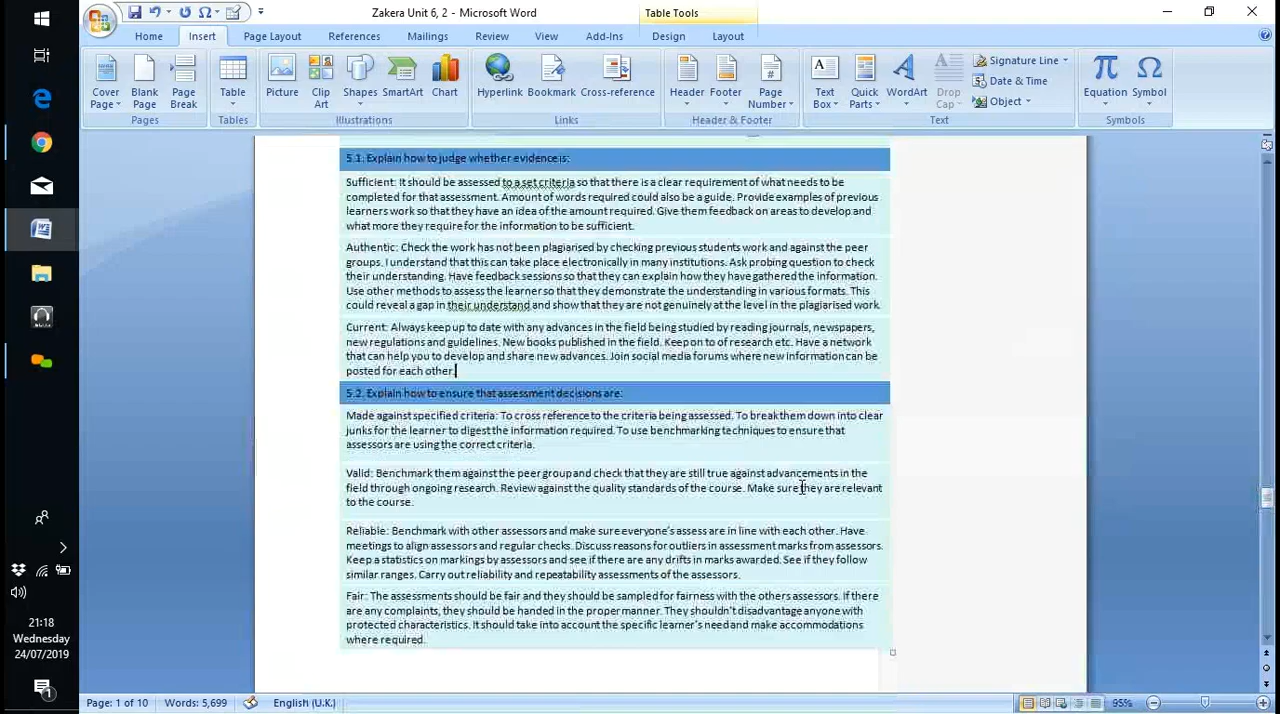 Zakera Unit 6, 2 - Microsoft Word
Table Tools
Home Insert Page Layout References Mailings Review View Add-Ins Design Layout
Cover Page Blank Page Page Break Table Picture Clip Art Shapes SmartArt Chart Hyperlink Bookmark Cross-reference Header Footer Page Number Text Box Quick Parts WordArt Drop Cap Signature Line Date & Time Object Equation Symbol
Pages Tables Illustrations Links Header & Footer Text Symbols
5.1: Explain how to judge whether evidence is:
Sufficient: It should be assessed to a set criteria so that there is a clear requirement of what needs to be
completed for that assessment. Amount of words required could also be a guide. Provide examples of previous
learners work so that they have an idea of the amount required. Give them feedback on areas to develop and
what more they require for the information to be sufficient.
Authentic: Check the work has not been plagiarised by checking previous students work and against the peer
groups. I understand that this can take place electronically in many institutions. Ask probing question to check
their understanding. Have feedback sessions so that they can explain how they have gathered the information.
Use other methods to assess the learner so that they demonstrate the understanding in various formats. This
could reveal a gap in their understand and show that they are not genuinely at the level in the plagiarised work.
Current: Always keep up to date with any advances in the field being studied by reading journals, newspapers,
new regulations and guidelines. New books published in the field. Keep on to of research etc. Have a network
that can help you to develop and share new advances. Join social media forums where new information can be
posted for each other.
5.2. Explain how to ensure that assessment decisions are:
Made against specified criteria: To cross reference to the criteria being assessed. To break them down into clear
junks for the learner to digest the information required. To use benchmarking techniques to ensure that
assessors are using the correct criteria.
Valid: Benchmark them against the peer group and check that they are still true against advancements in the
field through ongoing research. Review against the quality standards of the course. Make sure they are relevant
to the course.
Reliable: Benchmark with other assessors and make sure everyone's assess are in line with each other. Have
meetings to align assessors and regular checks. Discuss reasons for outliers in assessment marks from assessors.
Keep a statistics on markings by assessors and see if there are any drifts in marks awarded. See if they follow
similar ranges. Carry out reliability and repeatability assessments of the assessors.
Fair: The assessments should be fair and they should be sampled for fairness with the others assessors. If there
are any complaints, they should be handed in the proper manner. They shouldn't disadvantage anyone with
protected characteristics. It should take into account the specific learner's need and make accommodations
where required.
21:18
Wednesday
24/07/2019
1
Page: 1 of 10 Words: 5,699 English (U.K.) 95%